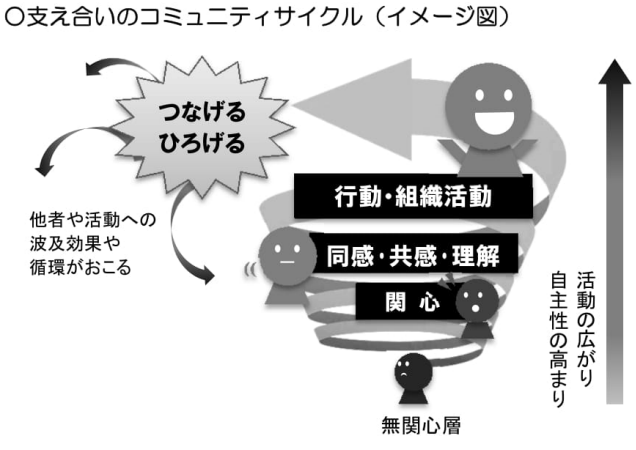 〇支え合いのコミュニティサイクル（イメージ図）
つなげる
ひろげる
他者や活動への
波及効果や
循環がおこる
行動・組織活動
同感・共感・理解
関心
無関心層
活動の広がり
自主性の高まり